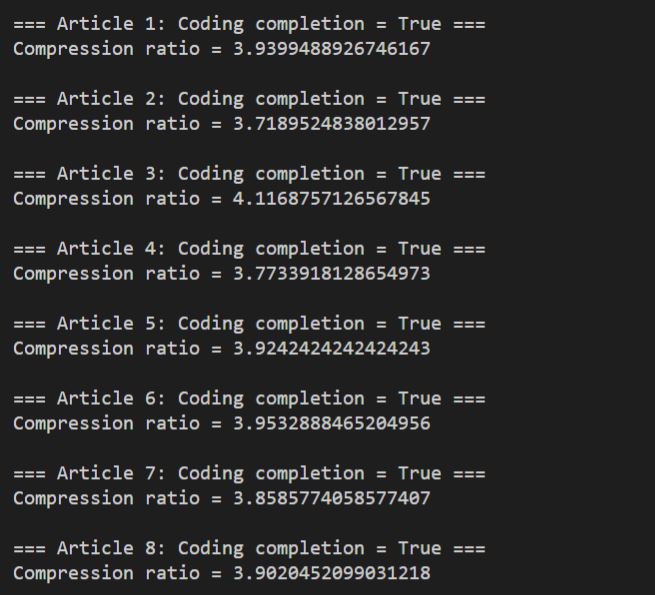 === Article 1: Coding completion = True ===
Compression ratio = 3.9399488926746167
=== Article 2: Coding completion = True ===
Compression ratio = 3.7189524838012957
=== Article 3: Coding completion = True ===
Compression ratio = 4.1168757126567845
=== Article 4: Coding completion = True ===
Compression ratio = 3.7733918128654973
=== Article 5: Coding completion = True ===
Compression ratio = 3.9242424242424243
=== Article 6: Coding completion = True ===
Compression ratio = 3.9532888465204956
=== Article 7: Coding completion = True ===
Compression ratio = 3.8585774058577407
=== Article 8: Coding completion = True ===
Compression ratio = 3.9020452099031218